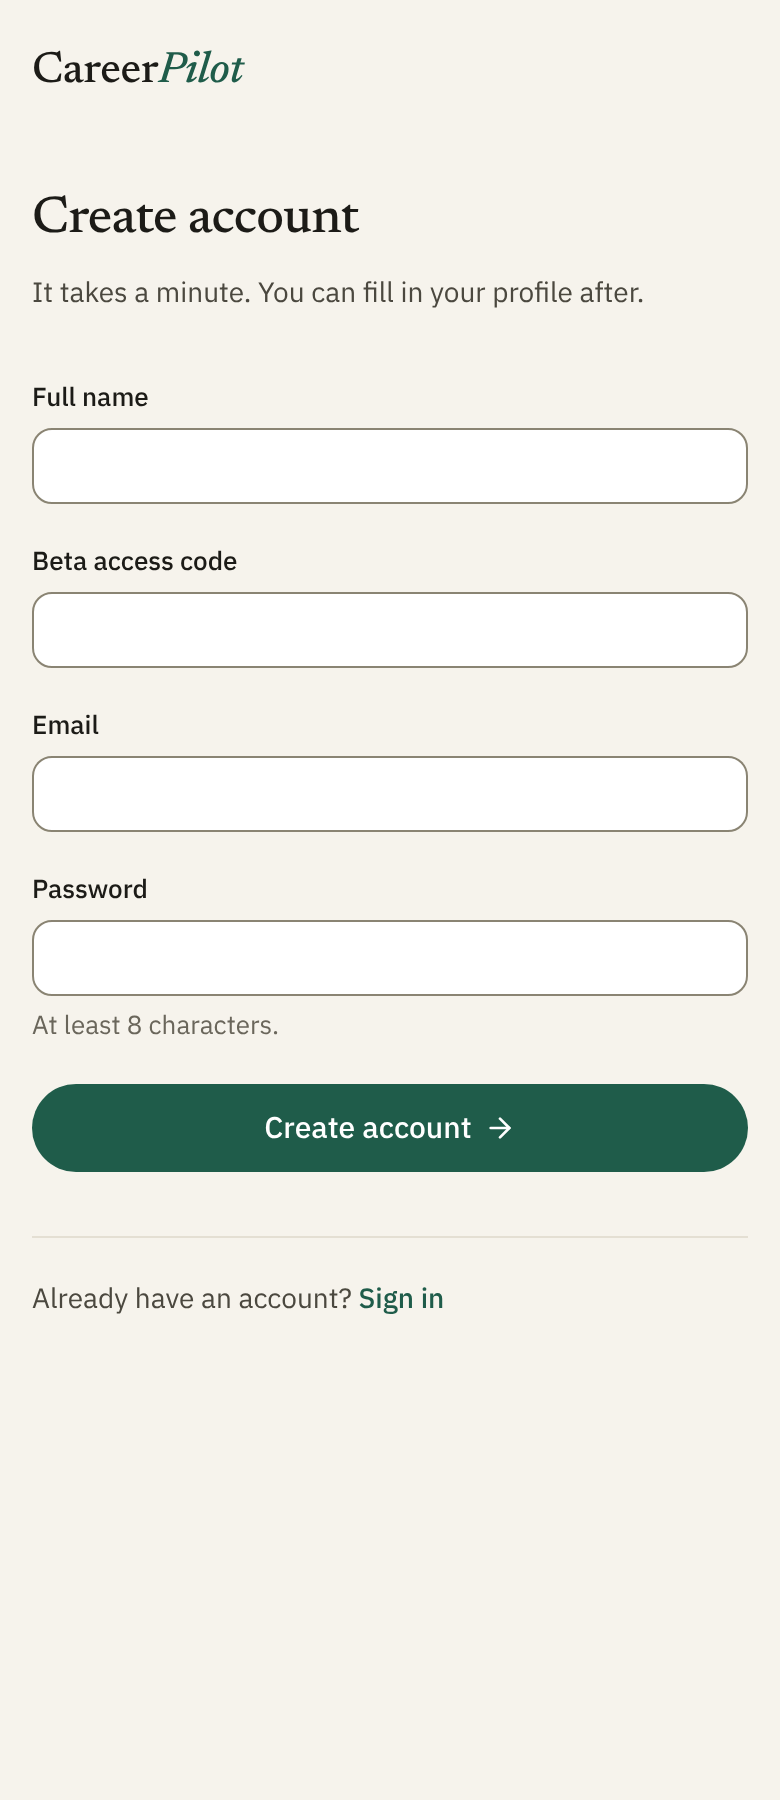 CareerPilot
Create account
It takes a minute. You can fill in your profile after.
Full name
Beta access code
Email
Password
At least 8 characters.
Create account →
Already have an account? Sign in